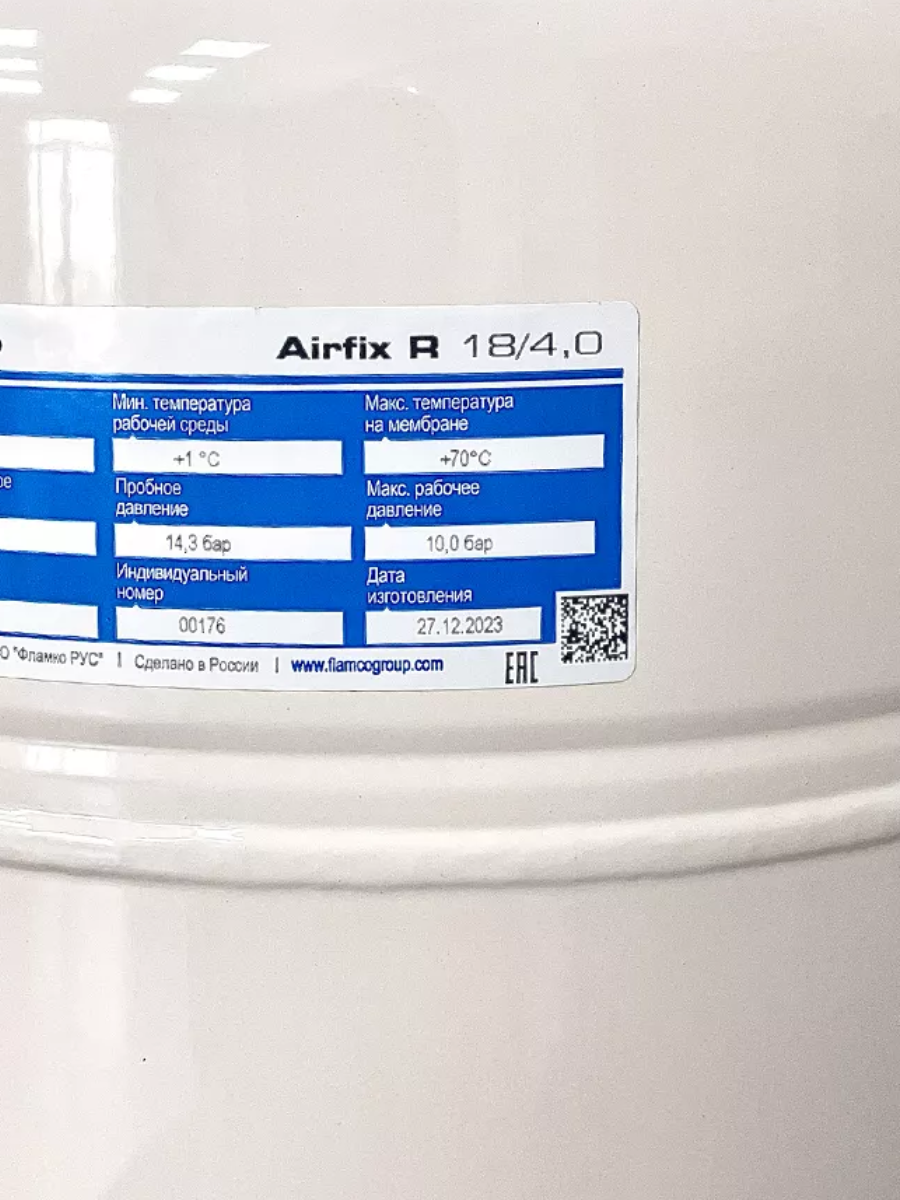 Airfix R 18/4,0
Мин. температура
рабочей среды
+1 °C
Макс. температура
на мембране
+70°C
Пробное
давление
14,3 бар
Макс. рабочее
давление
10,0 бар
Индивидуальный
номер
00176
Дата
изготовления
27.12.2023
"Фламко РУС" | Сделано в России | www.flamcogroup.com
EAC